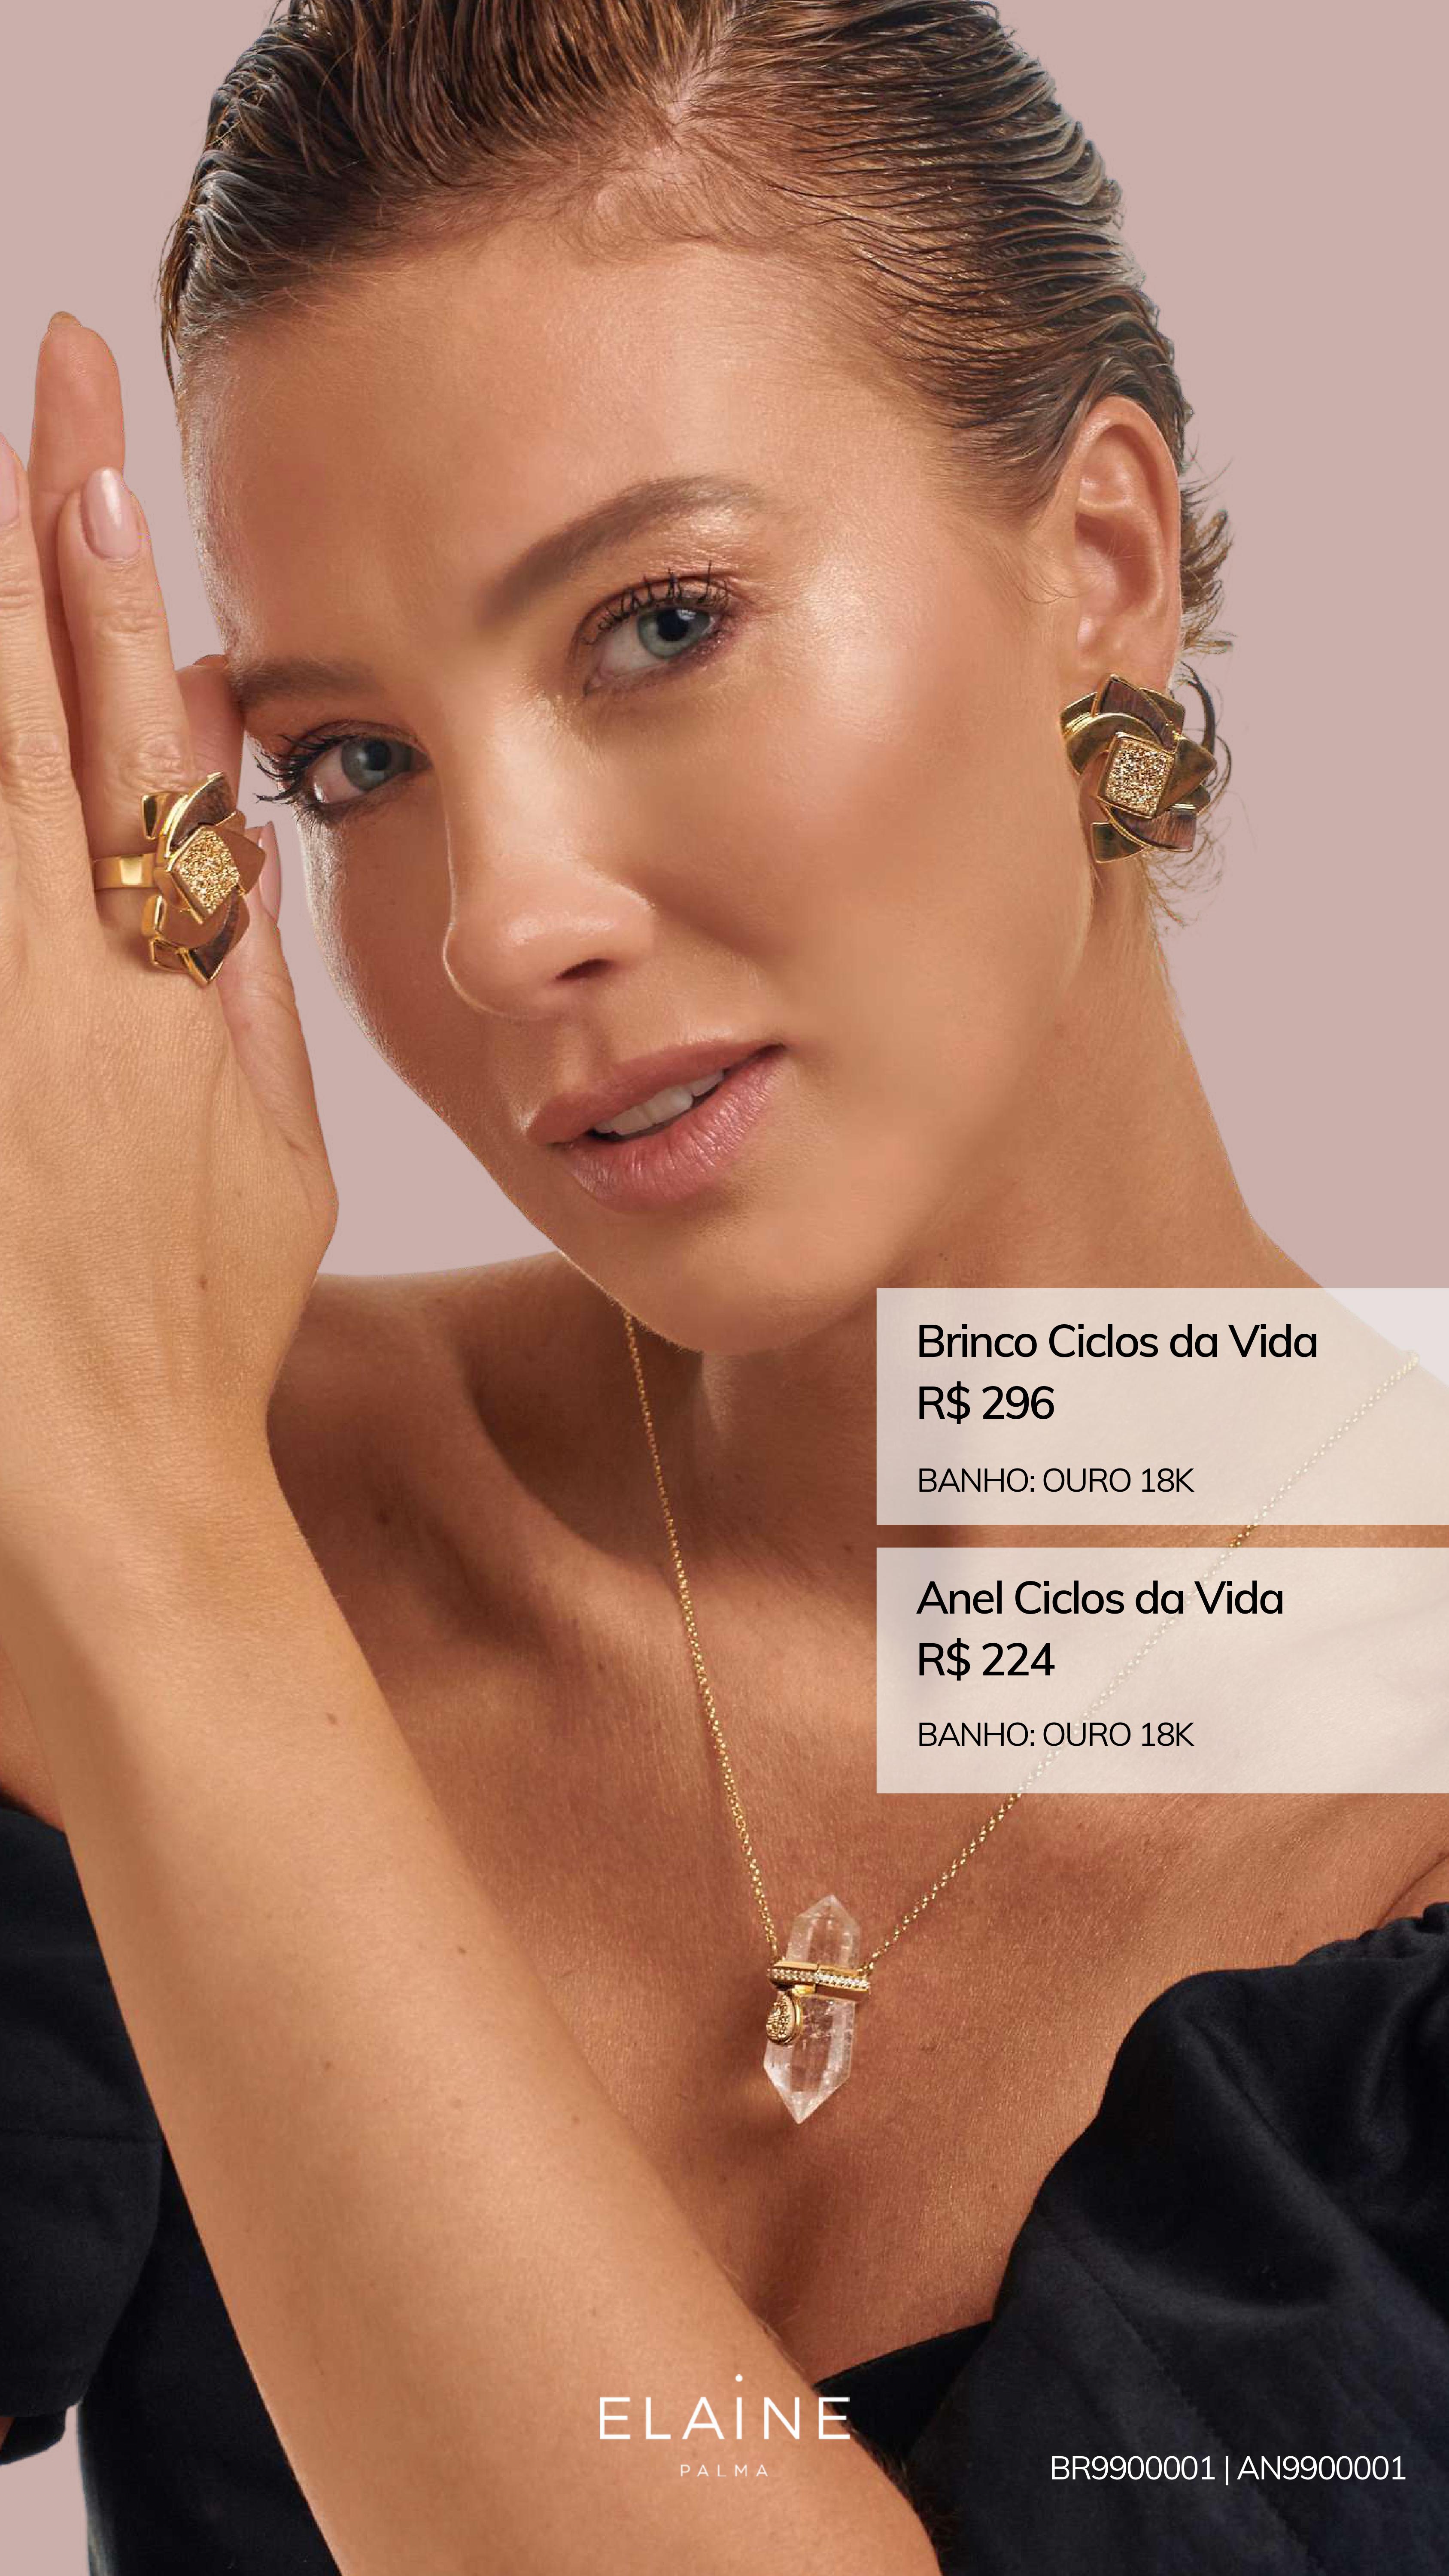 Brinco Ciclos da Vida
R$ 296
BANHO: OURO 18K
Anel Ciclos da Vida
R$ 224
BANHO: OURO 18K
ELAINE
PALMA
BR9900001 | AN9900001